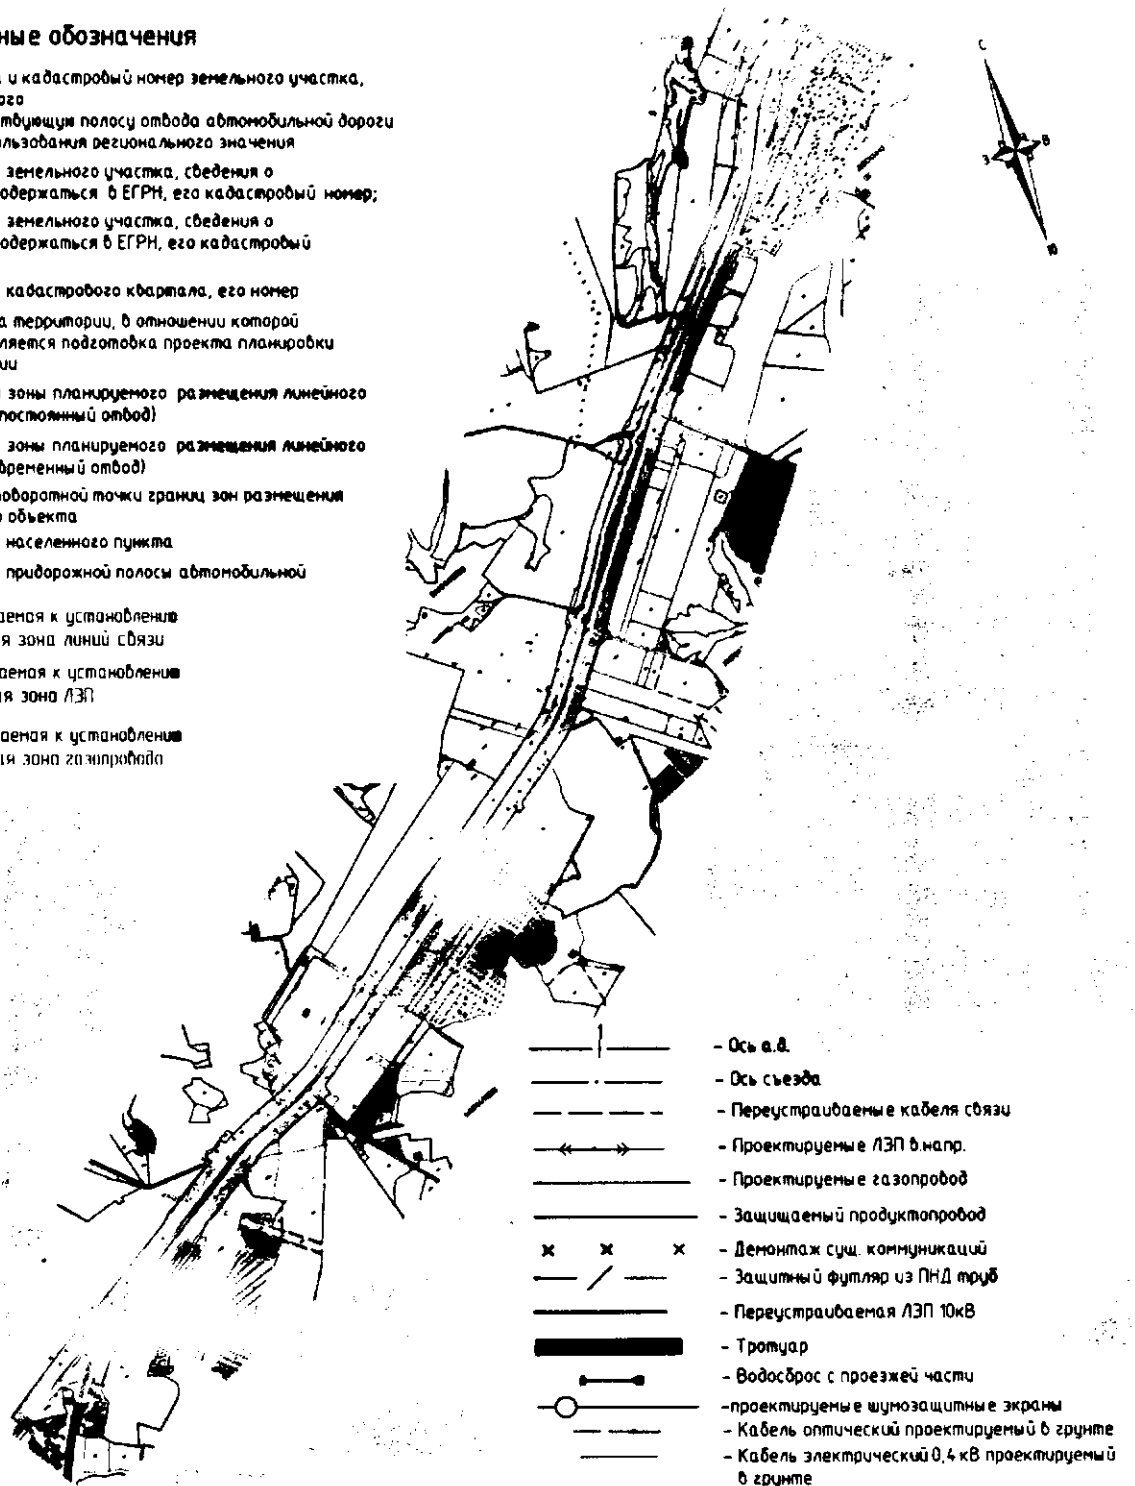 ные обозначения
и кадастровый номер земельного участка,
ого
твующую полосу отвода автомобильной дороги
льзования регионального значения
земельного участка, сведения о
одержаться в ЕГРН, его кадастровый номер;
земельного участка, сведения о
одержаться в ЕГРН, его кадастровый
кадастрового квартала, его номер
а территории, в отношении которой
ляется подготовка проекта планировки
ии
зоны планируемого размещения линейного
постоянный отвод)
зоны планируемого размещения линейного
временный отвод)
оворотной точки границ зон размещения
о объекта
населенного пункта
придорожной полосы автомобильной
аемая к установлению
я зона линий связи
аемая к установлению
ая зона ЛЭП
аемая к установлению
ая зона газопровода
С
В
З
Ю
- Ось а.д.
- Ось съезда
- Переустраиваемые кабеля связи
- Проектируемые ЛЭП в.напр.
- Проектируемые газопровод
- Защищаемый продуктопровод
- Демонтаж сущ. коммуникаций
- Защитный футляр из ПНД труб
- Переустраиваемая ЛЭП 10кВ
- Тротуар
- Водосброс с проезжей части
-проектируемые шумозащитные экраны
- Кабель оптический проектируемый в грунте
- Кабель электрический 0,4 кВ проектируемый
в грунте